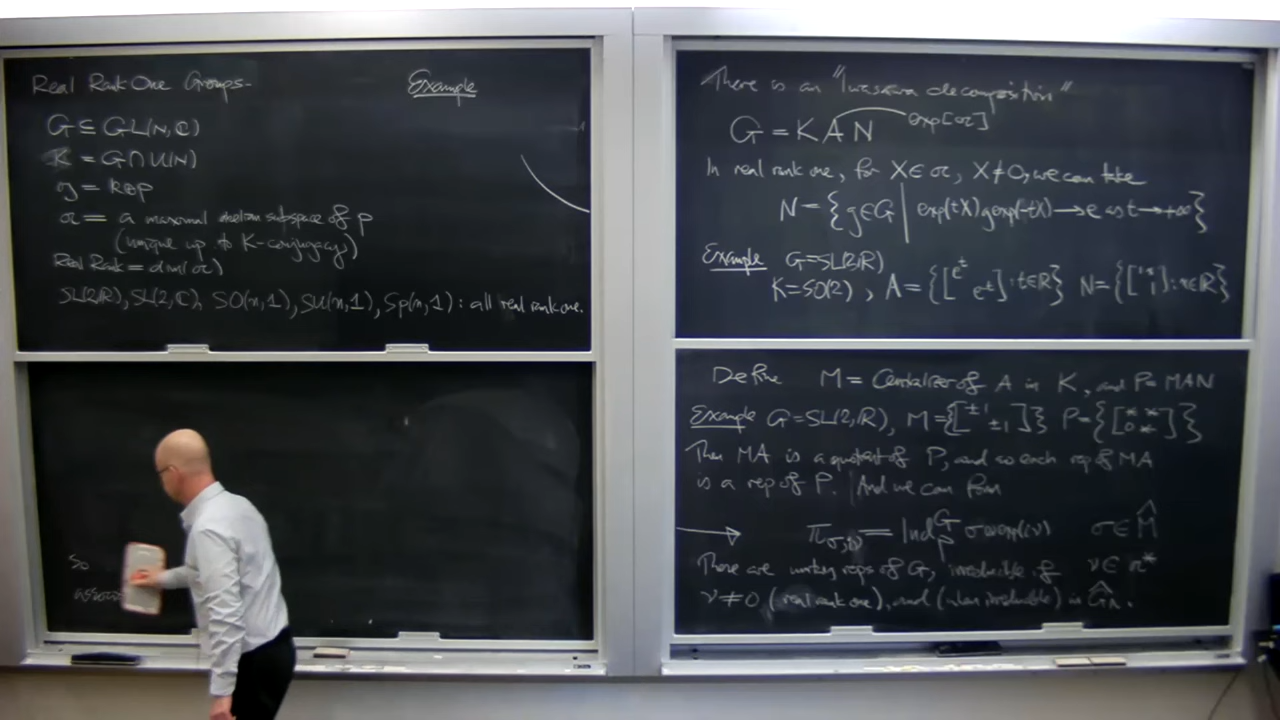 Real Rank One Groups-
G ⊆ GL(N,ℂ)
K = G∩U(N)
𝔤 = k⊕p
𝔞 = a maximal abelian subspace of p
(unique up to K-conjugacy)
Real Rank = dim(𝔞)
SL(2,ℝ), SL(2,ℂ), SO(n,1), SU(n,1), Sp(n,1): all real rank one.
Example
So
There is an "Iwasawa decomposition"
G = KAN exp[𝔞]
In real rank one, for X∈𝔞, X≠0, we can take
N = {g∈G | exp(tX)g exp(-tX) → e as t→+∞}
Example G=SL(2,ℝ)
K=SO(2), A={[e^t e^-t]: t∈ℝ} N={[1 x 1]: x∈ℝ}
Define M = Centralizer of A in K, and P = MAN
Example G=SL(2,ℝ), M={[±1 ±1]} P={[* * 0 *]}
Then MA is a quotient of P, and so each rep of MA
is a rep of P. And we can form
→ π_{σ,iν} = Ind_P^G σ⊗exp(iν) σ∈M̂
These are unitary reps of G, irreducible if ν∈𝔞*
ν≠0 (real rank one), and (when irreducible) in Ĝ_r.